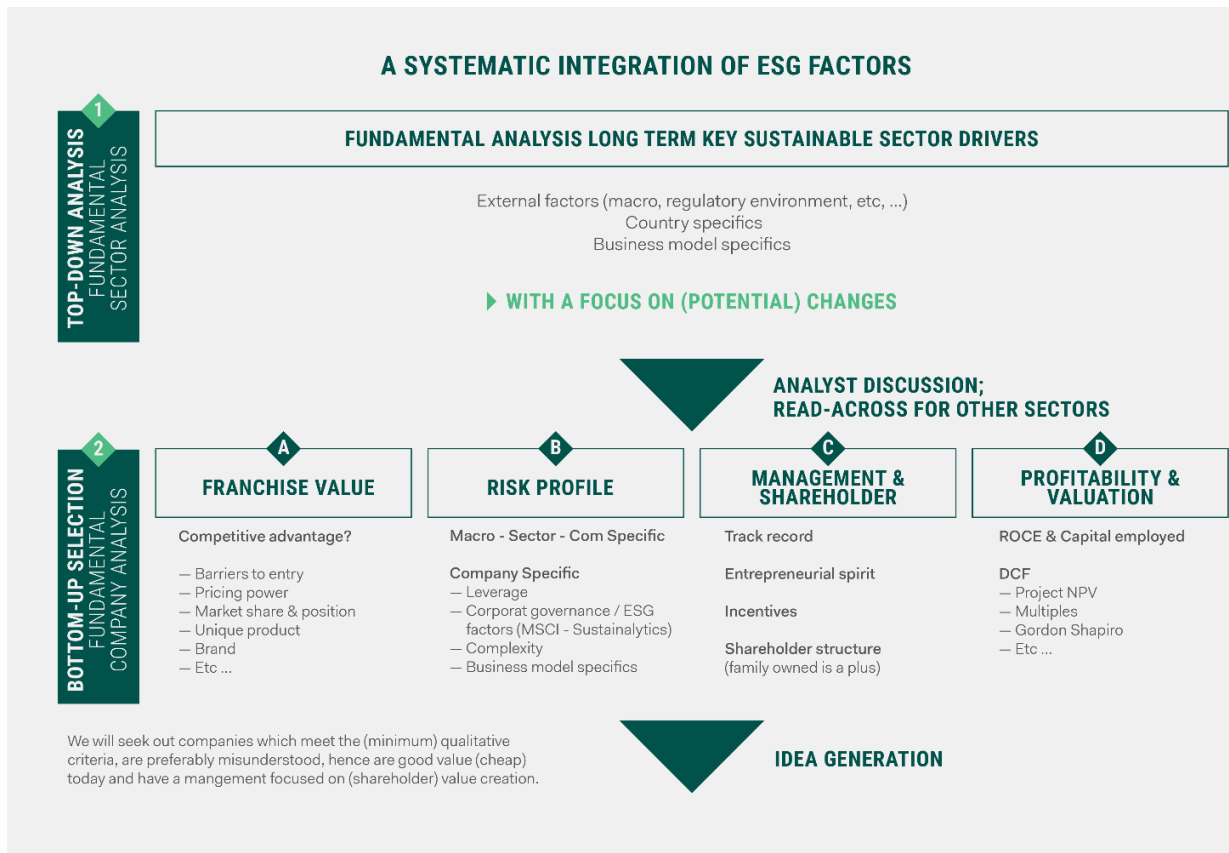 A SYSTEMATIC INTEGRATION OF ESG FACTORS
1
TOP-DOWN ANALYSIS
FUNDAMENTAL
SECTOR ANALYSIS
FUNDAMENTAL ANALYSIS LONG TERM KEY SUSTAINABLE SECTOR DRIVERS
External factors (macro, regulatory environment, etc, ...)
Country specifics
Business model specifics
WITH A FOCUS ON (POTENTIAL) CHANGES
ANALYST DISCUSSION;
READ-ACROSS FOR OTHER SECTORS
2
BOTTOM-UP SELECTION
FUNDAMENTAL
COMPANY ANALYSIS
A
FRANCHISE VALUE
Competitive advantage?
— Barriers to entry
— Pricing power
— Market share & position
— Unique product
— Brand
— Etc ...
B
RISK PROFILE
Macro - Sector - Com Specific
Company Specific
— Leverage
— Corporat governance / ESG
factors (MSCI - Sustainalytics)
— Complexity
— Business model specifics
C
MANAGEMENT &
SHAREHOLDER
Track record
Entrepreneurial spirit
Incentives
Shareholder structure
(family owned is a plus)
D
PROFITABILITY &
VALUATION
ROCE & Capital employed
DCF
— Project NPV
— Multiples
— Gordon Shapiro
— Etc ...
We will seek out companies which meet the (minimum) qualitative
criteria, are preferably misunderstood, hence are good value (cheap)
today and have a mangement focused on (shareholder) value creation.
IDEA GENERATION